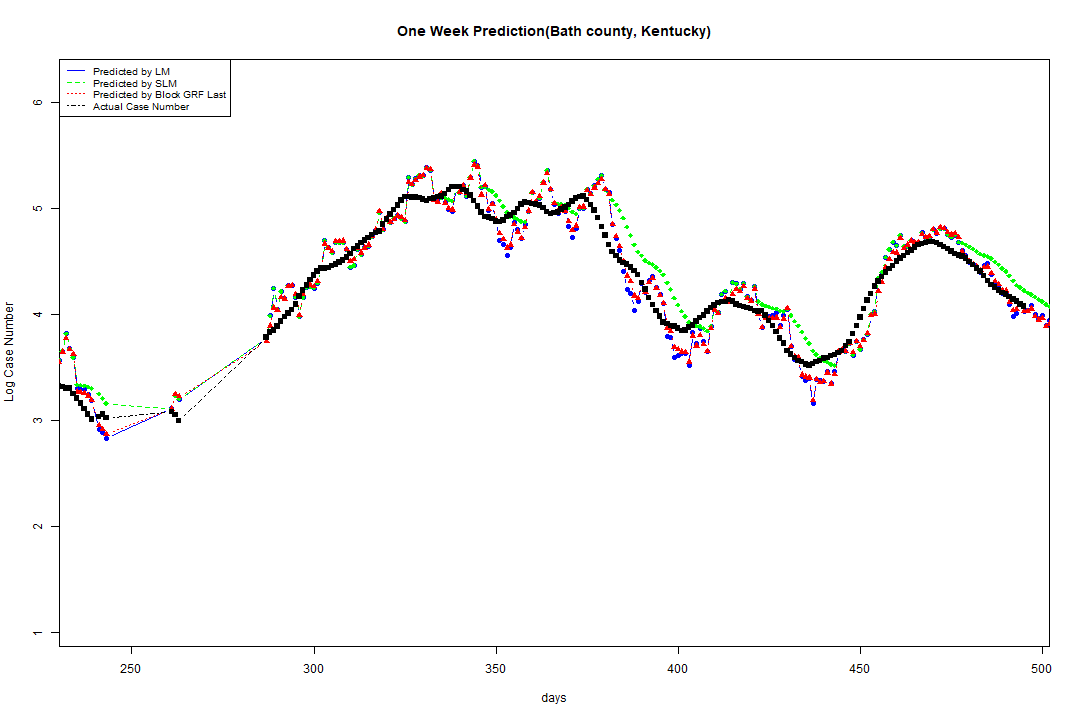 One Week Prediction(Bath county, Kentucky)
Predicted by LM
Predicted by SLM
Predicted by Block GRF Last
Actual Case Number
Log Case Number
6
5
4
3
2
1
250 300 350 400 450 500
days